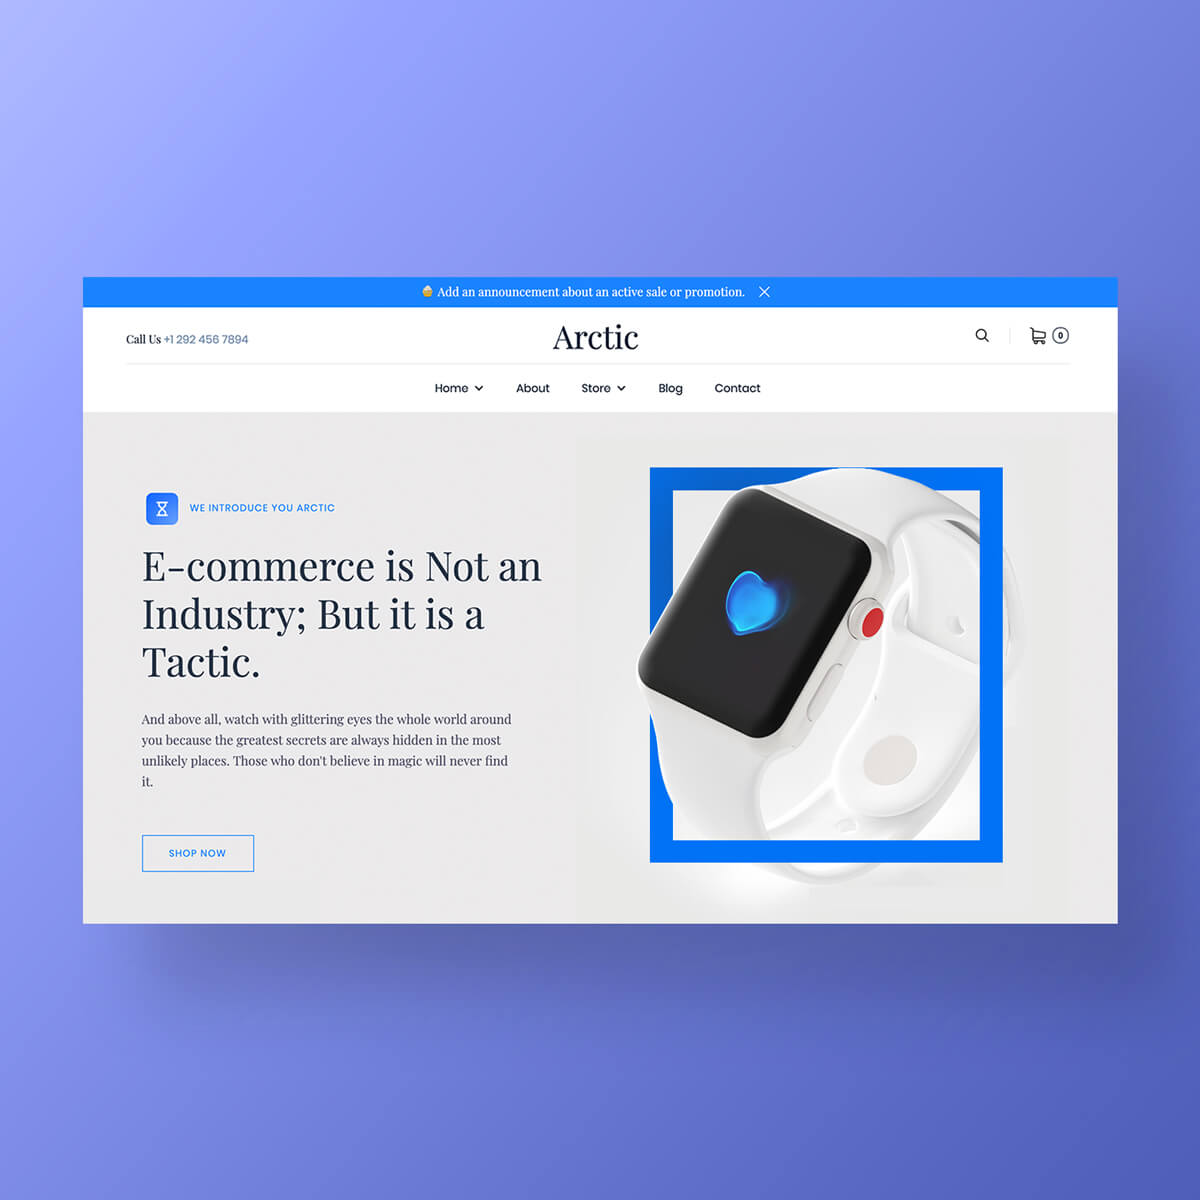 Add an announcement about an active sale or promotion.
Call Us +1 292 456 7894
Arctic
0
Home About Store Blog Contact
WE INTRODUCE YOU ARCTIC
E-commerce is Not an
Industry; But it is a
Tactic.
And above all, watch with glittering eyes the whole world around
you because the greatest secrets are always hidden in the most
unlikely places. Those who don't believe in magic will never find
it.
SHOP NOW